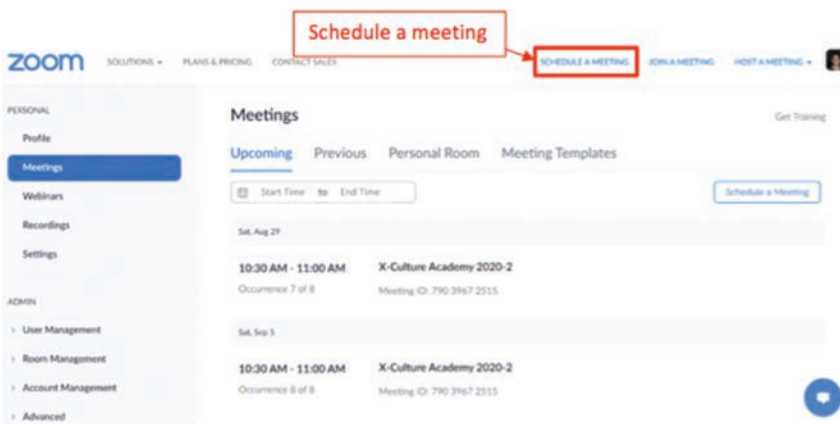 Schedule a meeting
zoom SOLUTIONS PLANS & PRICING CONTACT SALES SCHEDULE A MEETING JOIN A MEETING HOST A MEETING
PERSONAL
Profile
Meetings
Webinars
Recordings
Settings
ADMIN
User Management
Room Management
Account Management
Advanced
Meetings
Get Training
Upcoming Previous Personal Room Meeting Templates
Start Time to End Time
Schedule a Meeting
Sat, Aug 29
10:30 AM - 11:00 AM X-Culture Academy 2020-2
Occurrence 7 of 8 Meeting ID: 790 3967 2515
Sat, Sep 5
10:30 AM - 11:00 AM X-Culture Academy 2020-2
Occurrence 8 of 8 Meeting ID: 790 3967 2515